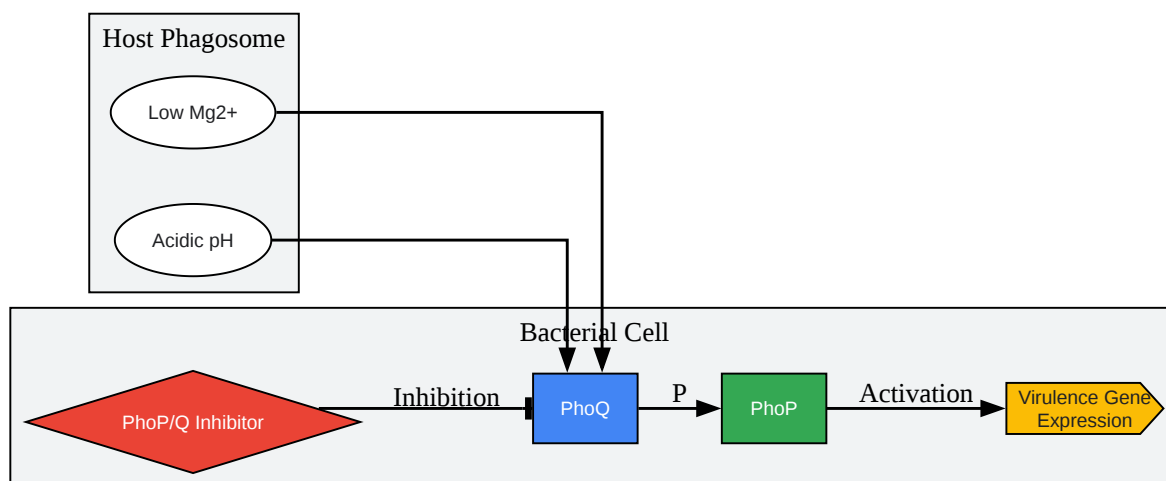 Host Phagosome
Low Mg2+
Acidic pH
Bacterial Cell
PhoP/Q Inhibitor
Inhibition
PhoQ
P
PhoP
Activation
Virulence Gene
Expression